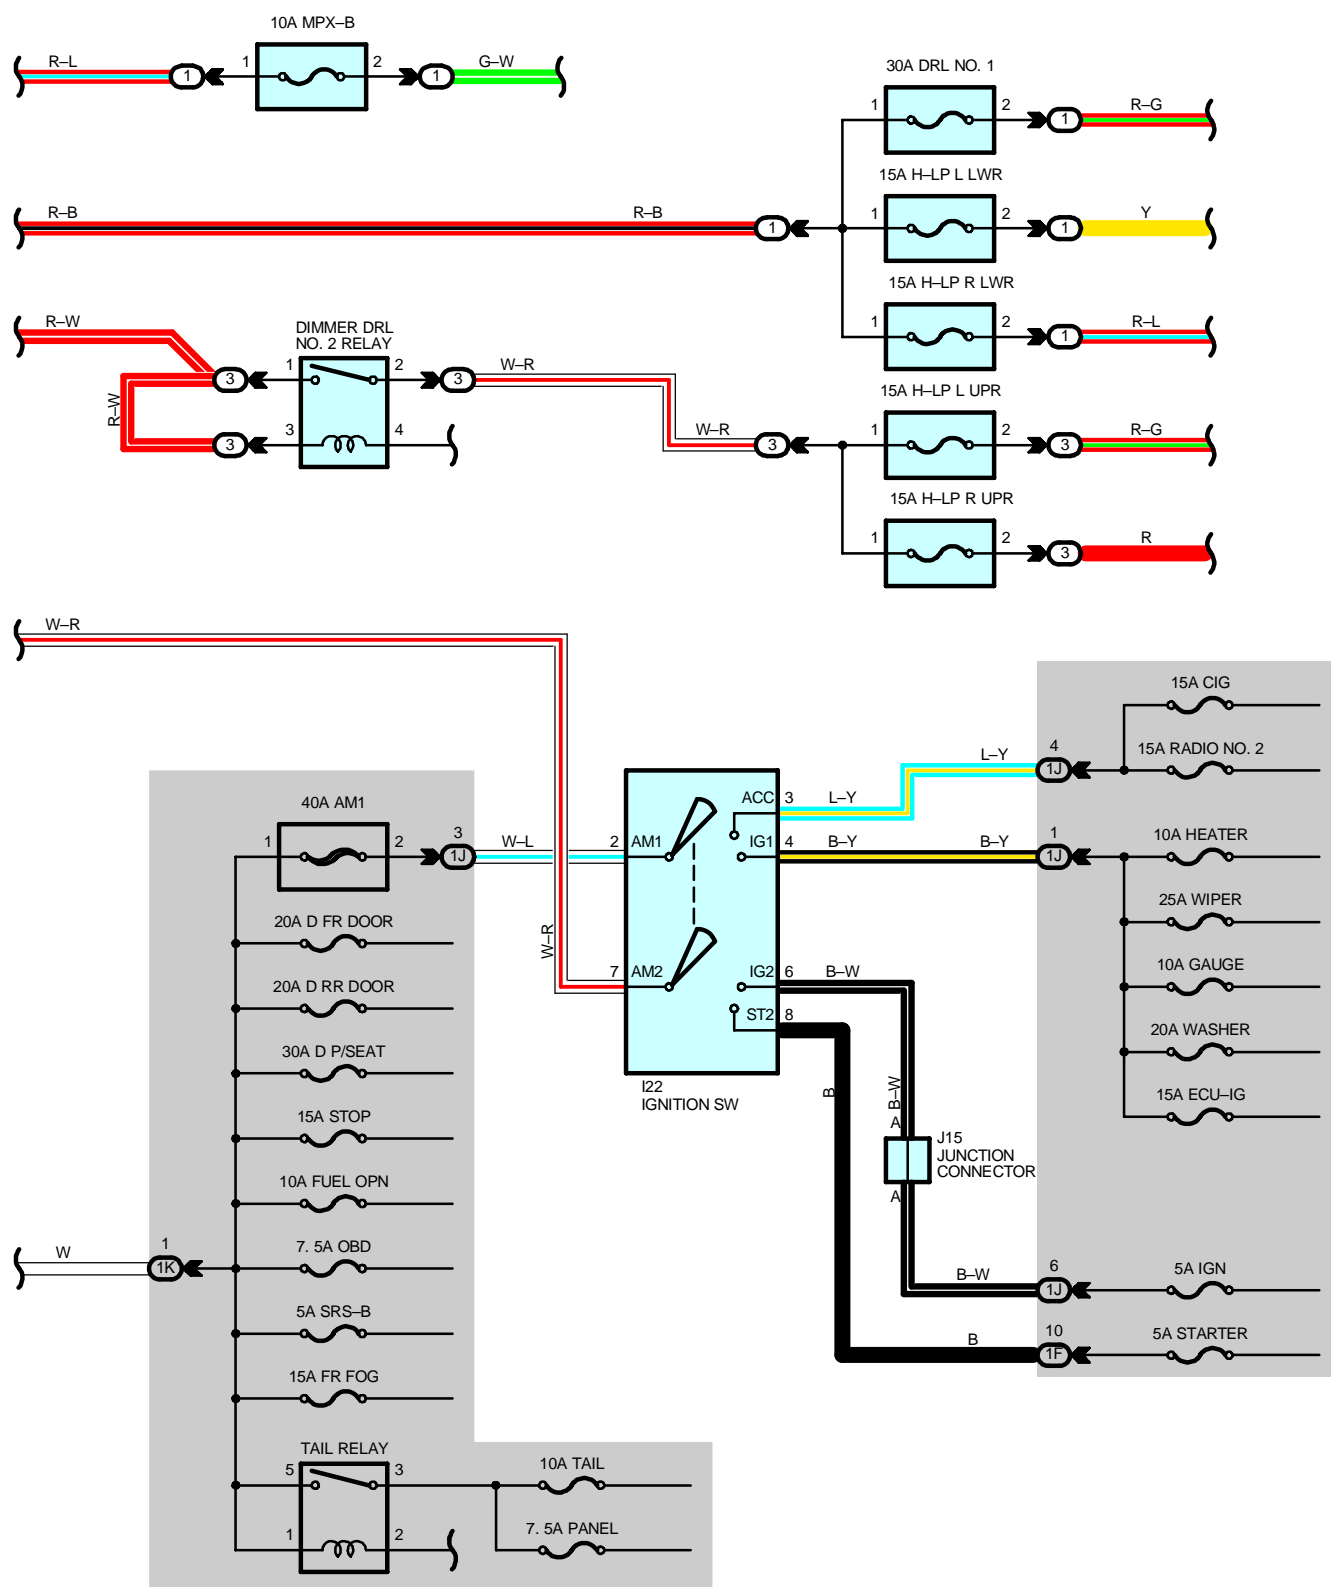 10A MPX–B
R–L
1
1
2
1
G–W
30A DRL NO. 1
1
2
1
R–G
15A H–LP L LWR
R–B
R–B
1
1
2
1
Y
15A H–LP R LWR
1
2
1
R–L
R–W
DIMMER DRL
NO. 2 RELAY
3
1
2
3
W–R
R–W
3
3
4
15A H–LP L UPR
W–R
3
1
2
3
R–G
15A H–LP R UPR
1
2
3
R
W–R
15A CIG
L–Y
4
1J
15A RADIO NO. 2
40A AM1
1
2
3
1J
W–L
2
AM1
ACC
3
L–Y
IG1
4
B–Y
B–Y
1
1J
10A HEATER
20A D FR DOOR
25A WIPER
W–R
20A D RR DOOR
7
AM2
IG2
6
B–W
10A GAUGE
ST2
8
30A D P/SEAT
20A WASHER
I22
IGNITION SW
B
B–W
15A ECU–IG
15A STOP
A
J15
JUNCTION
CONNECTOR
10A FUEL OPN
A
W
1
1K
7. 5A OBD
B–W
6
1J
5A IGN
5A SRS–B
B
10
1F
5A STARTER
15A FR FOG
TAIL RELAY
5
3
10A TAIL
1
2
7. 5A PANEL